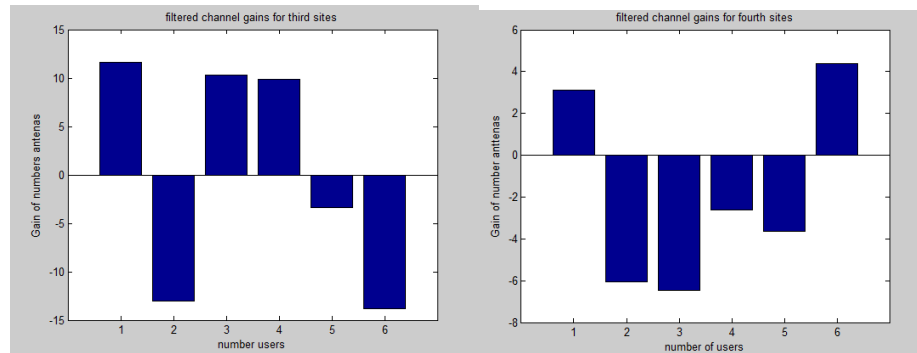 filtered channel gains for third sites
15
10
5
0
-5
-10
-15
Gain of numbers antenas
1 2 3 4 5 6
number users
filtered channel gains for fourth sites
6
4
2
0
-2
-4
-6
-8
Gain of number anttenas
1 2 3 4 5 6
number of users